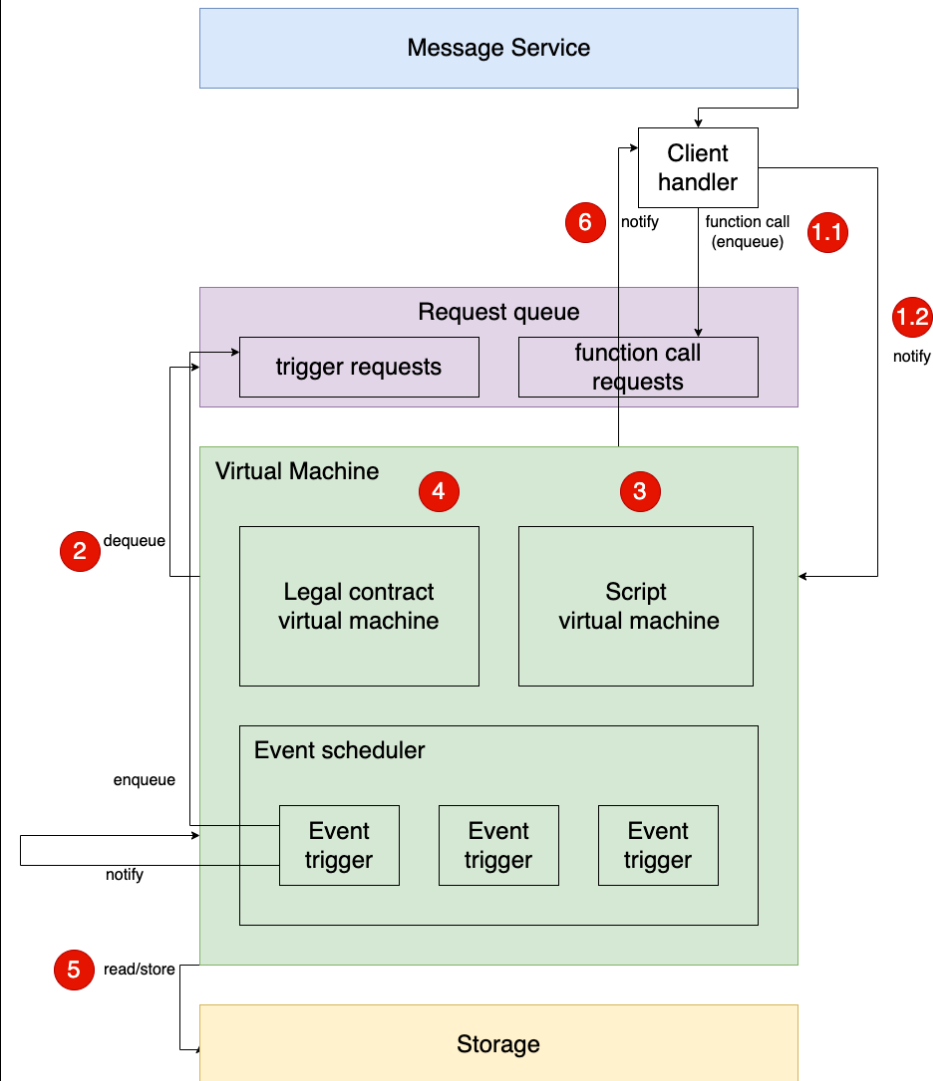 Message Service
Client
handler
6
notify
function call
(enqueue)
1.1
Request queue
1.2
notify
trigger requests
function call
requests
Virtual Machine
4
3
2
dequeue
Legal contract
virtual machine
Script
virtual machine
Event scheduler
enqueue
Event
trigger
Event
trigger
Event
trigger
notify
5
read/store
Storage